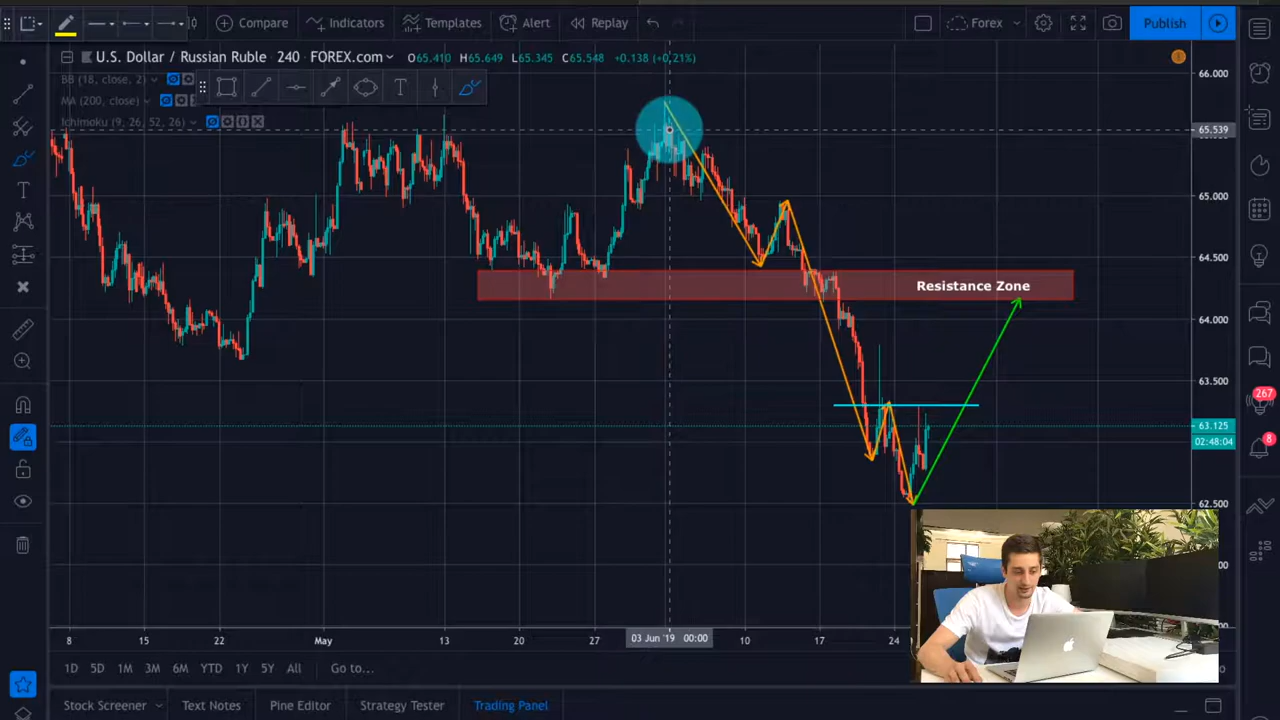 Compare Indicators Templates Alert Replay Forex Publish
U.S. Dollar / Russian Ruble 240 FOREX.com O65.410 H65.649 L65.345 C65.548 +0.138 (+0.21%)
BB (18, close, 2)
MA (200, close)
Ichimoku (9, 26, 52, 26)
T
T
66.000
65.539
65.000
64.500
64.000
63.500
63.125
02:48:04
62.500
Resistance Zone
267
8
8 15 22 May 13 20 27 03 Jun '19 00:00 10 17 24
1D 5D 1M 3M 6M YTD 1Y 5Y All Go to...
Stock Screener Text Notes Pine Editor Strategy Tester Trading Panel